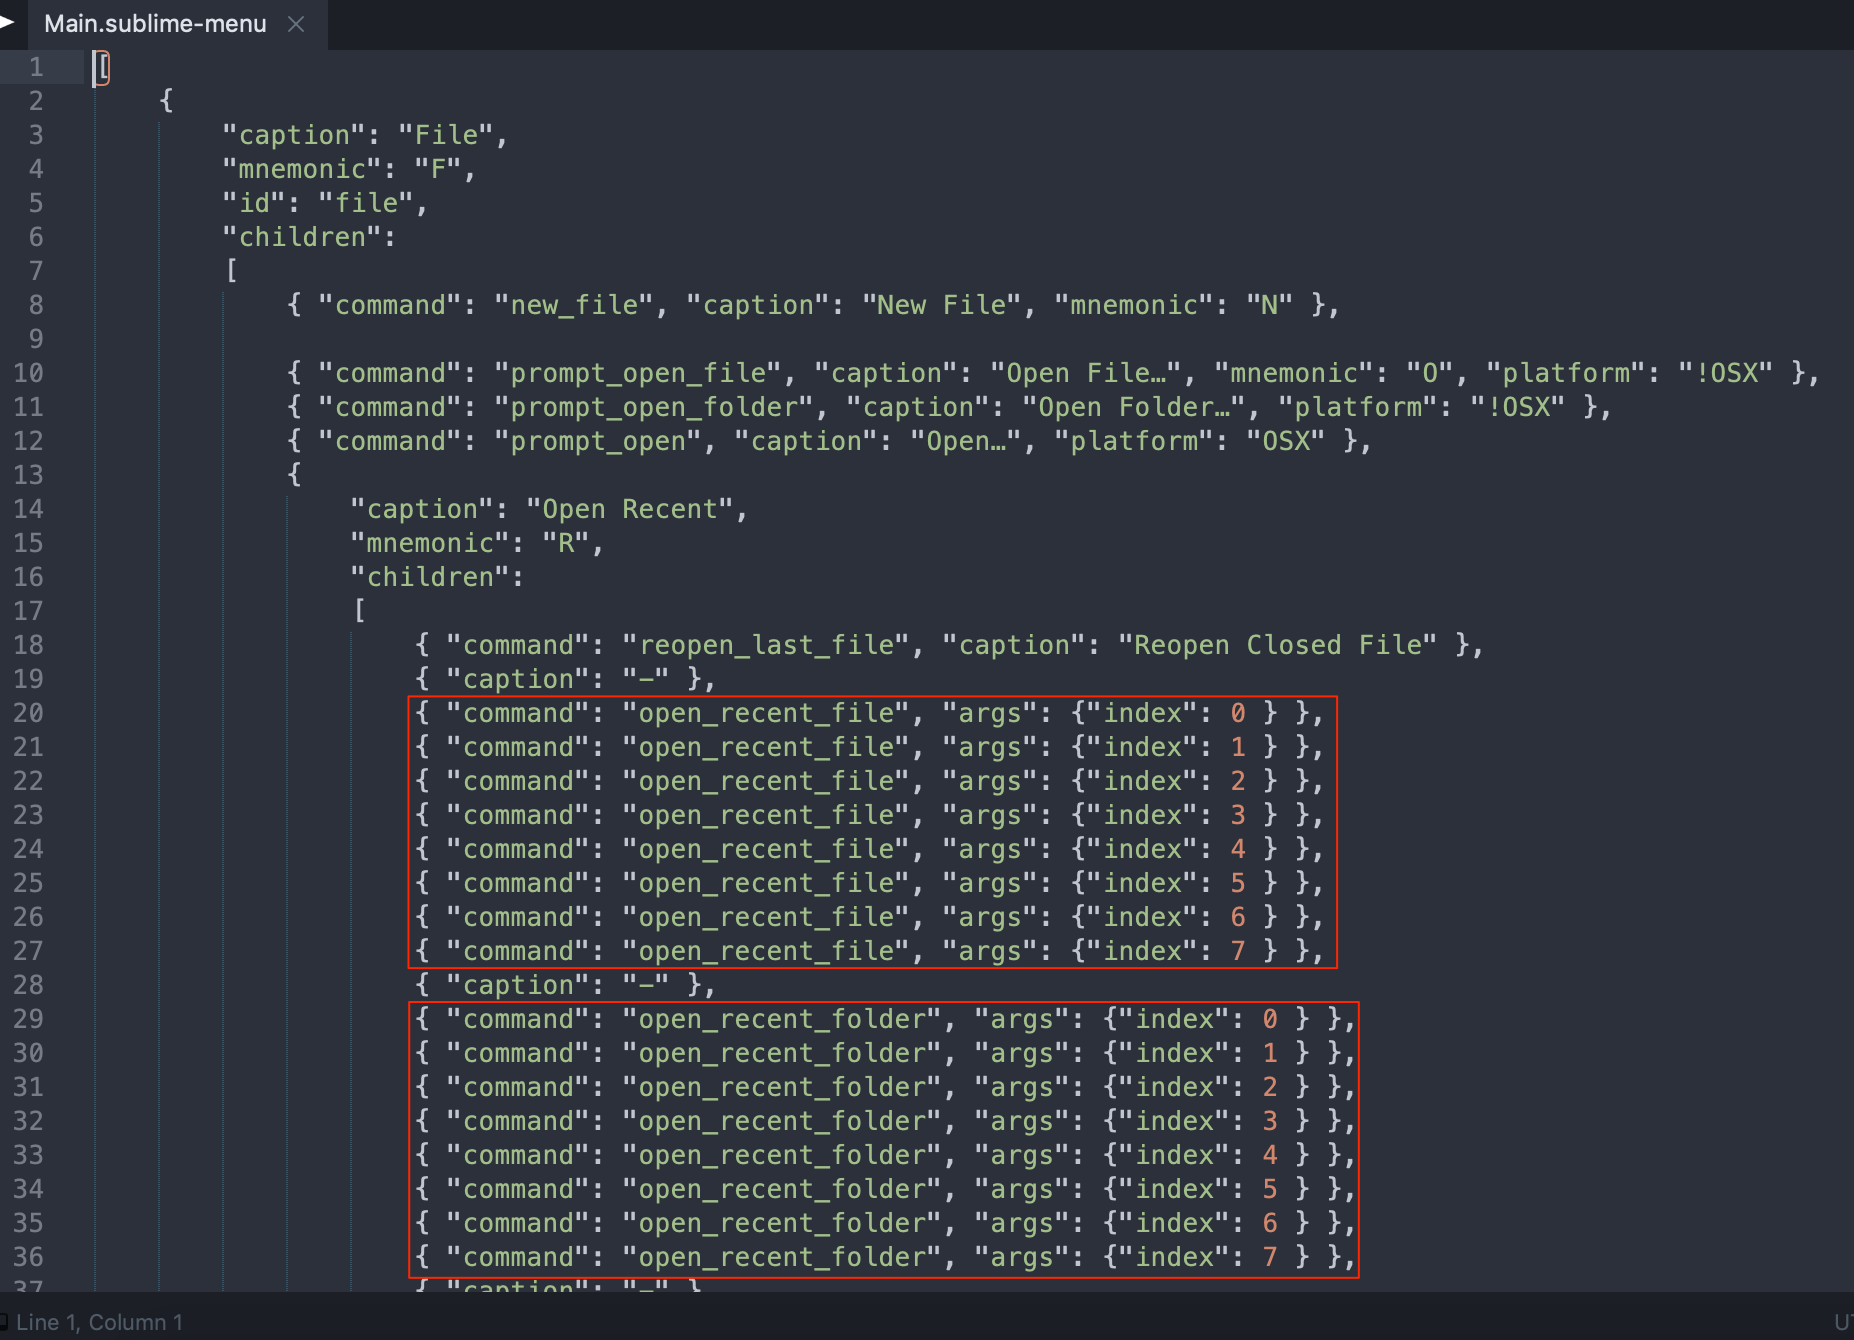 Main.sublime-menu
1 [
2 {
3 "caption": "File",
4 "mnemonic": "F",
5 "id": "file",
6 "children":
7 [
8 { "command": "new_file", "caption": "New File", "mnemonic": "N" },
9
10 { "command": "prompt_open_file", "caption": "Open File…", "mnemonic": "O", "platform": "!OSX" },
11 { "command": "prompt_open_folder", "caption": "Open Folder…", "platform": "!OSX" },
12 { "command": "prompt_open", "caption": "Open…", "platform": "OSX" },
13 {
14 "caption": "Open Recent",
15 "mnemonic": "R",
16 "children":
17 [
18 { "command": "reopen_last_file", "caption": "Reopen Closed File" },
19 { "caption": "-" },
20 { "command": "open_recent_file", "args": {"index": 0 } },
21 { "command": "open_recent_file", "args": {"index": 1 } },
22 { "command": "open_recent_file", "args": {"index": 2 } },
23 { "command": "open_recent_file", "args": {"index": 3 } },
24 { "command": "open_recent_file", "args": {"index": 4 } },
25 { "command": "open_recent_file", "args": {"index": 5 } },
26 { "command": "open_recent_file", "args": {"index": 6 } },
27 { "command": "open_recent_file", "args": {"index": 7 } },
28 { "caption": "-" },
29 { "command": "open_recent_folder", "args": {"index": 0 } },
30 { "command": "open_recent_folder", "args": {"index": 1 } },
31 { "command": "open_recent_folder", "args": {"index": 2 } },
32 { "command": "open_recent_folder", "args": {"index": 3 } },
33 { "command": "open_recent_folder", "args": {"index": 4 } },
34 { "command": "open_recent_folder", "args": {"index": 5 } },
35 { "command": "open_recent_folder", "args": {"index": 6 } },
36 { "command": "open_recent_folder", "args": {"index": 7 } },
37 { "caption": "-" }
Line 1, Column 1